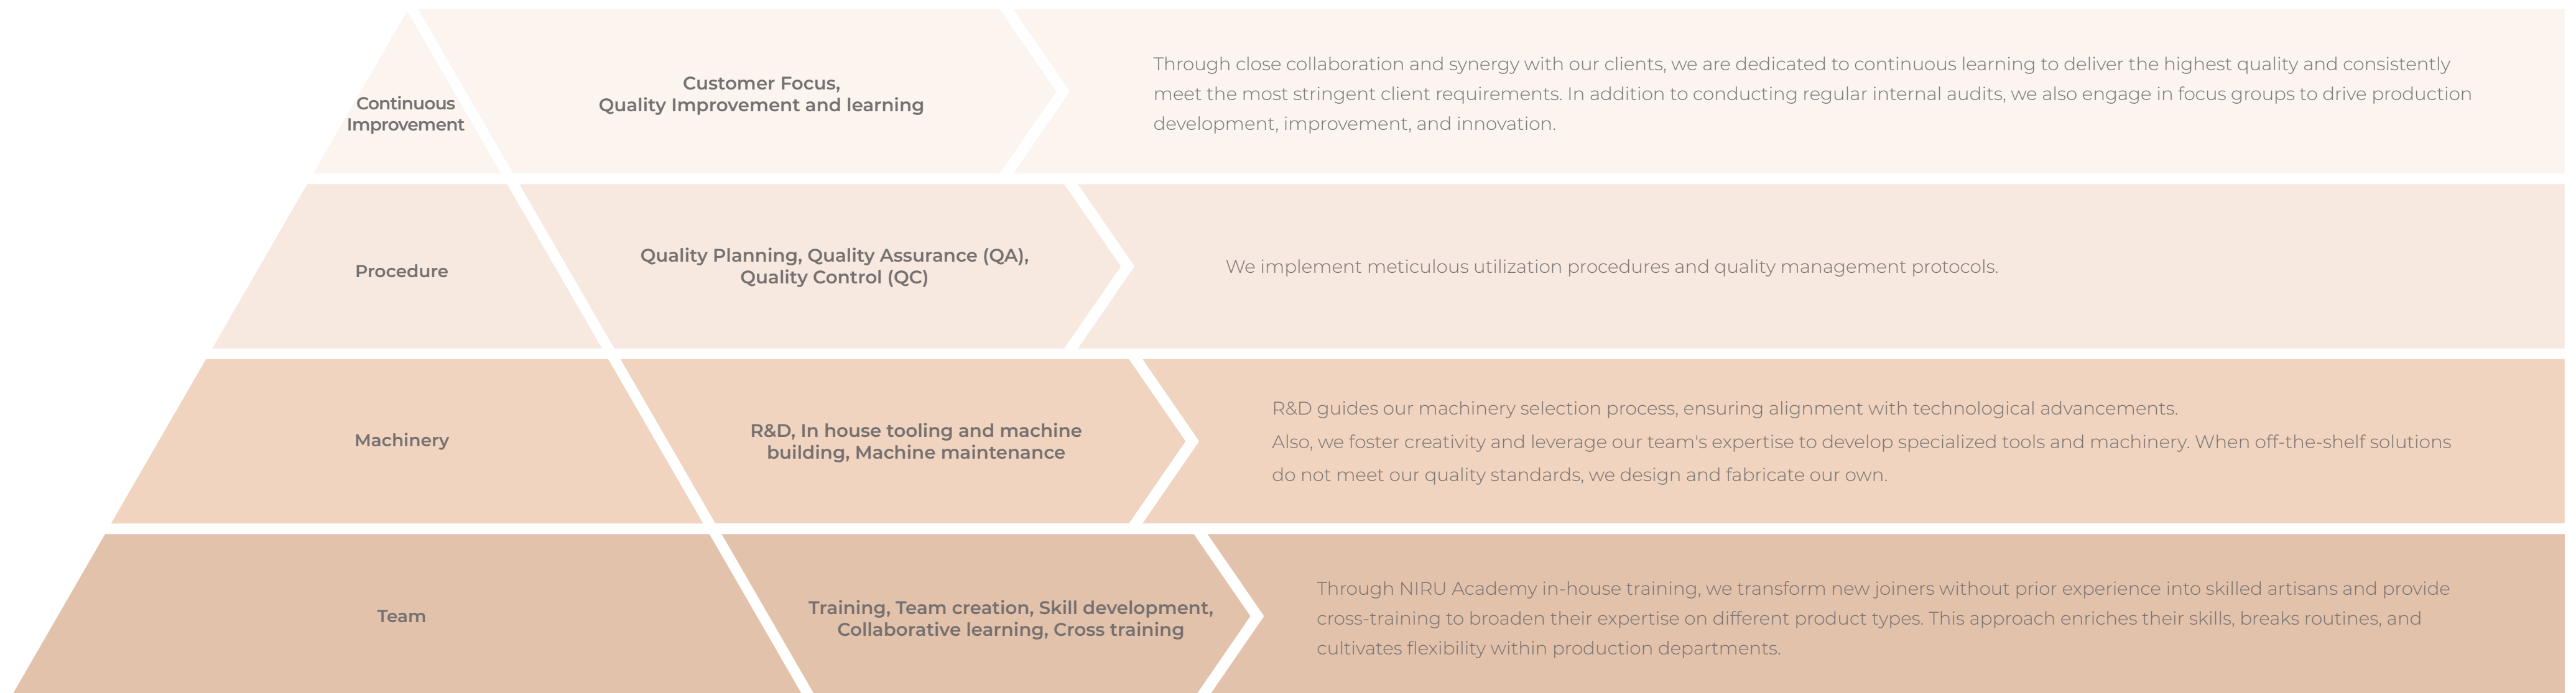 Continuous
Improvement
Customer Focus,
Quality Improvement and learning
Through close collaboration and synergy with our clients, we are dedicated to continuous learning to deliver the highest quality and consistently
meet the most stringent client requirements. In addition to conducting regular internal audits, we also engage in focus groups to drive production
development, improvement, and innovation.
Procedure
Quality Planning, Quality Assurance (QA),
Quality Control (QC)
We implement meticulous utilization procedures and quality management protocols.
Machinery
R&D, In house tooling and machine
building, Machine maintenance
R&D guides our machinery selection process, ensuring alignment with technological advancements.
Also, we foster creativity and leverage our team's expertise to develop specialized tools and machinery. When off-the-shelf solutions
do not meet our quality standards, we design and fabricate our own.
Team
Training, Team creation, Skill development,
Collaborative learning, Cross training
Through NIRU Academy in-house training, we transform new joiners without prior experience into skilled artisans and provide
cross-training to broaden their expertise on different product types. This approach enriches their skills, breaks routines, and
cultivates flexibility within production departments.